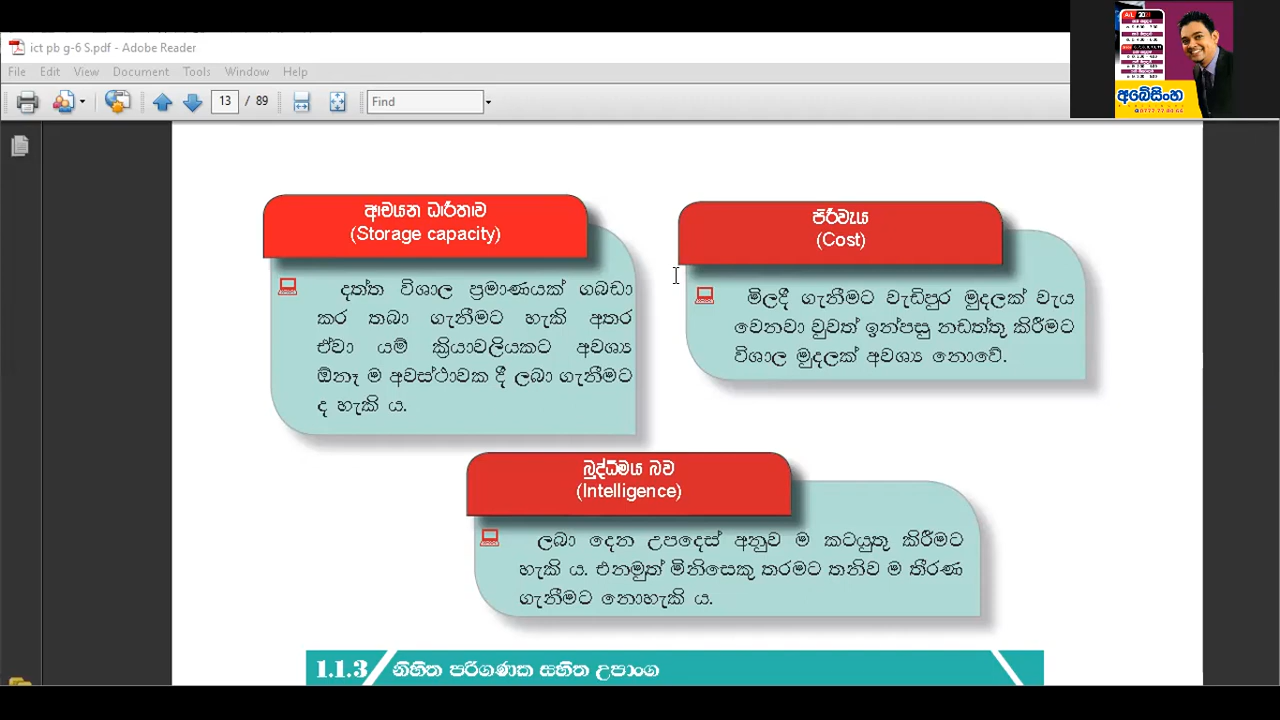 ict pb g-6 S.pdf - Adobe Reader
File Edit View Document Tools Window Help
13 / 89 Find
A/L 20
අබේසිංහ
ආචයන ධාරිතාව
(Storage capacity)
දත්ත විශාල ප්‍රමාණයක් ගබඩා
කර තබා ගැනීමට හැකි අතර
ඒවා යම් ක්‍රියාවලියකට අවශ්‍ය
ඕනෑ ම අවස්ථාවක දී ලබා ගැනීමට
ද හැකි ය.
පිරිවැය
(Cost)
මිලදී ගැනීමට වැඩිපුර මුදලක් වැය
වෙනවා වුවත් ඉන්පසු නඩත්තු කිරීමට
විශාල මුදලක් අවශ්‍ය නොවේ.
බුද්ධිමය බව
(Intelligence)
ලබා දෙන උපදෙස් අනුව ම කටයුතු කිරීමට
හැකි ය. එනමුත් මිනිසෙකු තරමට තනිව ම තීරණ
ගැනීමට නොහැකි ය.
1.1.3 නිහිත පරිගණක සහිත උපාංග